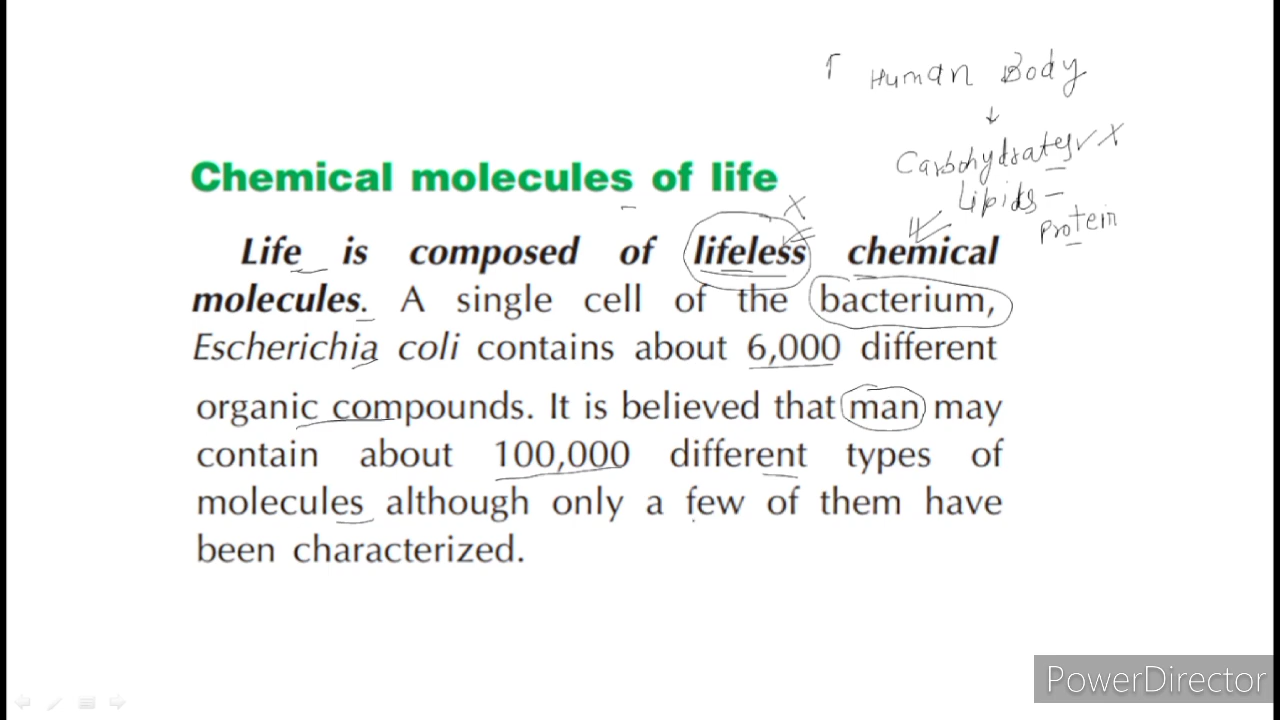 Human Body
Carbohydrates
Lipids
Protein
Chemical molecules of life
Life is composed of lifeless chemical
molecules. A single cell of the bacterium,
Escherichia coli contains about 6,000 different
organic compounds. It is believed that man may
contain about 100,000 different types of
molecules although only a few of them have
been characterized.
PowerDirector